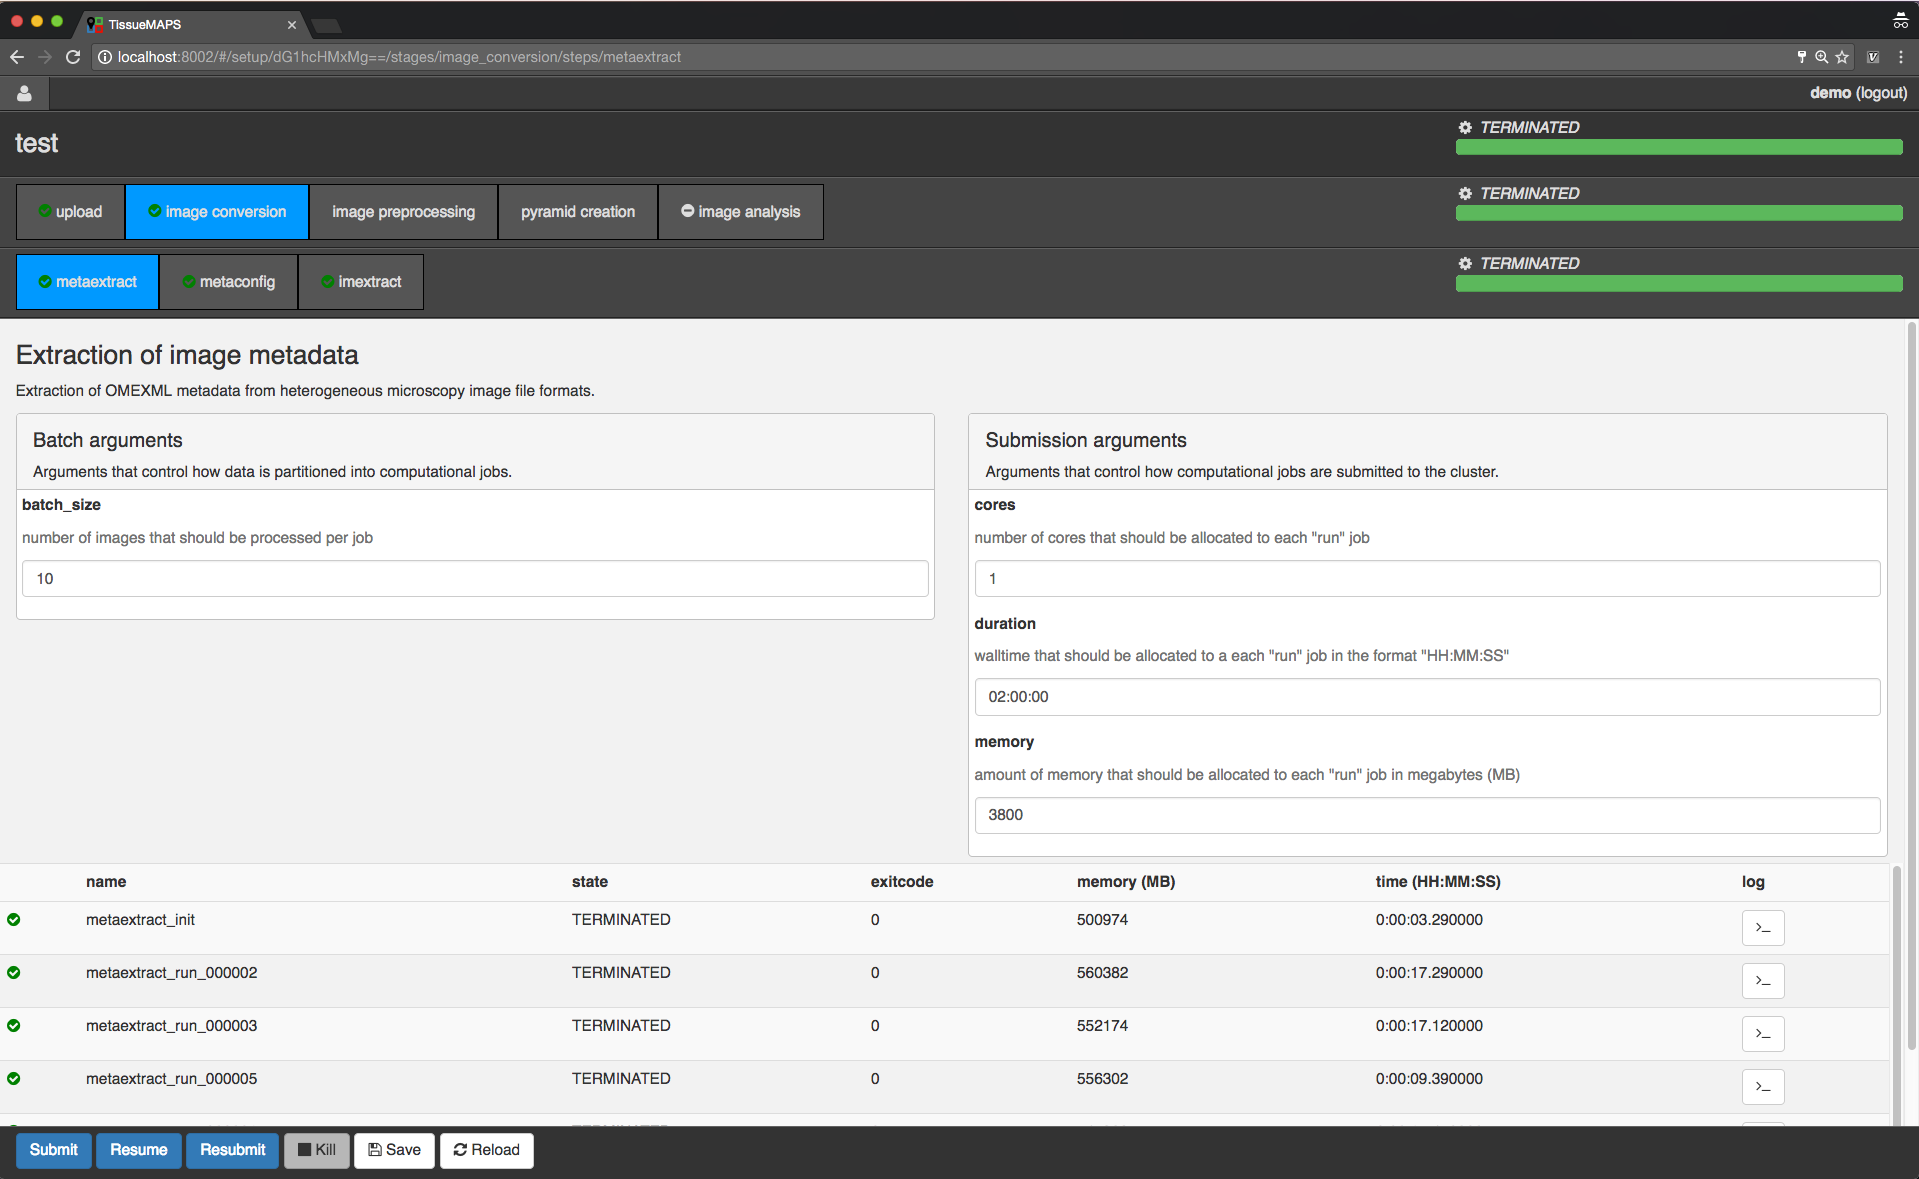 TissueMAPS
localhost:8002/#/setup/dG1hcHMxMg==/stages/image_conversion/steps/metaextract
demo (logout)
test
TERMINATED
upload
image conversion
image preprocessing
pyramid creation
image analysis
TERMINATED
metaextract
metaconfig
imextract
TERMINATED
Extraction of image metadata
Extraction of OMEXML metadata from heterogeneous microscopy image file formats.
Batch arguments
Arguments that control how data is partitioned into computational jobs.
batch_size
number of images that should be processed per job
10
Submission arguments
Arguments that control how computational jobs are submitted to the cluster.
cores
number of cores that should be allocated to each "run" job
1
duration
walltime that should be allocated to a each "run" job in the format "HH:MM:SS"
02:00:00
memory
amount of memory that should be allocated to each "run" job in megabytes (MB)
3800
name state exitcode memory (MB) time (HH:MM:SS) log
metaextract_init TERMINATED 0 500974 0:00:03.290000 >_
metaextract_run_000002 TERMINATED 0 560382 0:00:17.290000 >_
metaextract_run_000003 TERMINATED 0 552174 0:00:17.120000 >_
metaextract_run_000005 TERMINATED 0 556302 0:00:09.390000 >_
Submit Resume Resubmit Kill Save Reload